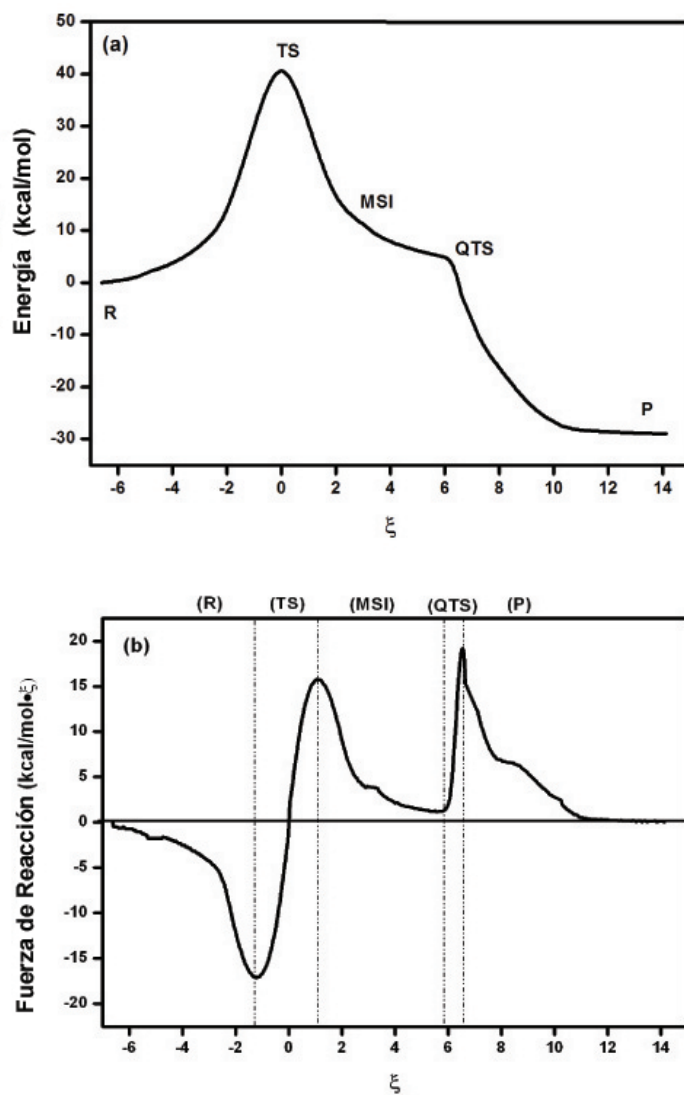 (a)
TS
MSI
QTS
R
P
Energía (kcal/mol)
50
40
30
20
10
0
-10
-20
-30
-6 -4 -2 0 2 4 6 8 10 12 14
ξ
(R) (TS) (MSI) (QTS) (P)
(b)
Fuerza de Reacción (kcal/mol•ξ)
20
15
10
5
0
-5
-10
-15
-20
-6 -4 -2 0 2 4 6 8 10 12 14
ξ